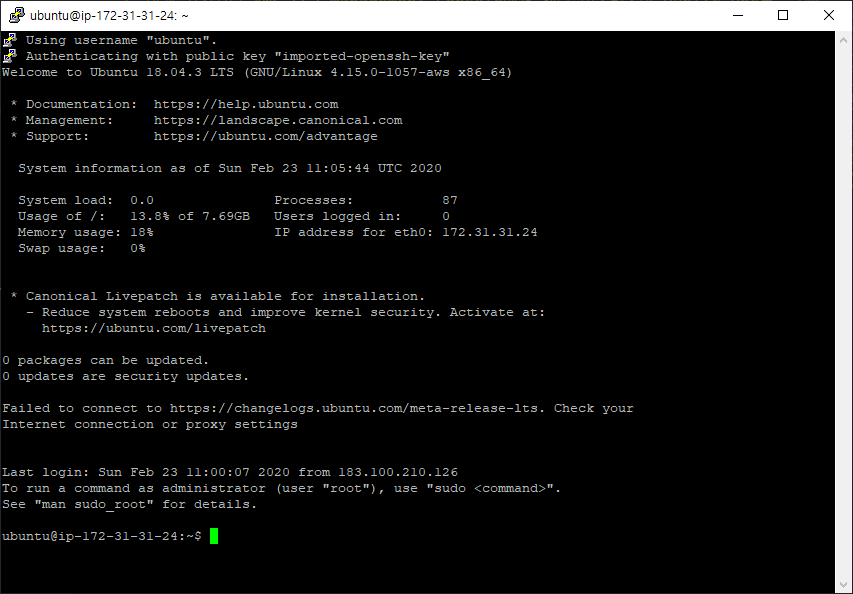 ubuntu@ip-172-31-31-24: ~
Using username "ubuntu".
Authenticating with public key "imported-openssh-key"
Welcome to Ubuntu 18.04.3 LTS (GNU/Linux 4.15.0-1057-aws x86_64)
* Documentation:  https://help.ubuntu.com
* Management:     https://landscape.canonical.com
* Support:        https://ubuntu.com/advantage
System information as of Sun Feb 23 11:05:44 UTC 2020
System load:  0.0               Processes:           87
Usage of /:   13.8% of 7.69GB   Users logged in:     0
Memory usage: 18%               IP address for eth0: 172.31.31.24
Swap usage:   0%
* Canonical Livepatch is available for installation.
- Reduce system reboots and improve kernel security. Activate at:
https://ubuntu.com/livepatch
0 packages can be updated.
0 updates are security updates.
Failed to connect to https://changelogs.ubuntu.com/meta-release-lts. Check your
Internet connection or proxy settings
Last login: Sun Feb 23 11:00:07 2020 from 183.100.210.126
To run a command as administrator (user "root"), use "sudo <command>".
See "man sudo_root" for details.
ubuntu@ip-172-31-31-24:~$